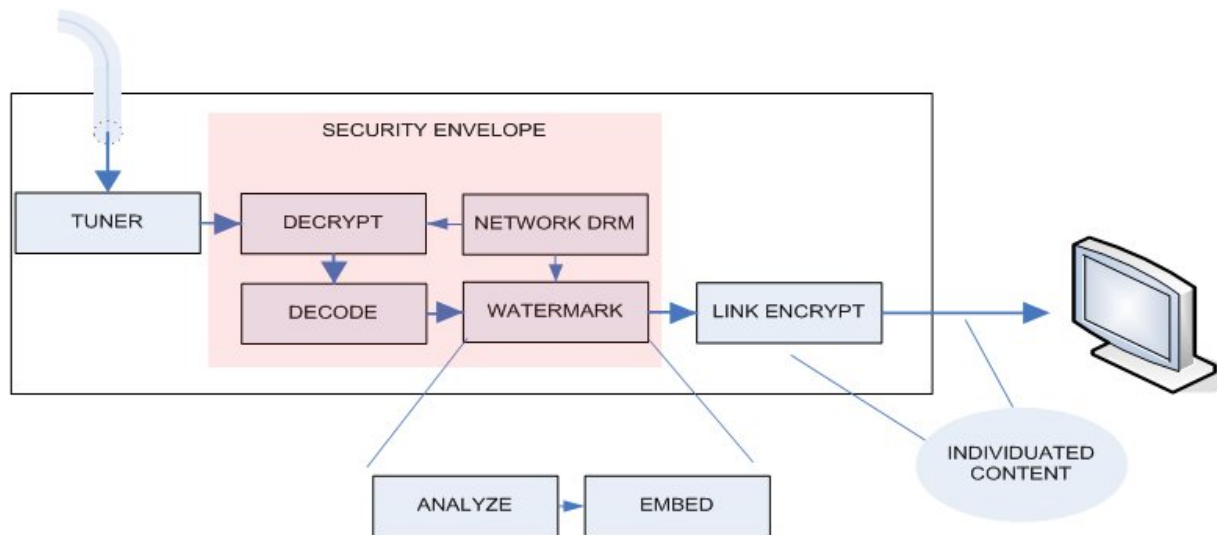 SECURITY ENVELOPE
TUNER
DECRYPT
NETWORK DRM
DECODE
WATERMARK
LINK ENCRYPT
INDIVIDUATED
CONTENT
ANALYZE
EMBED